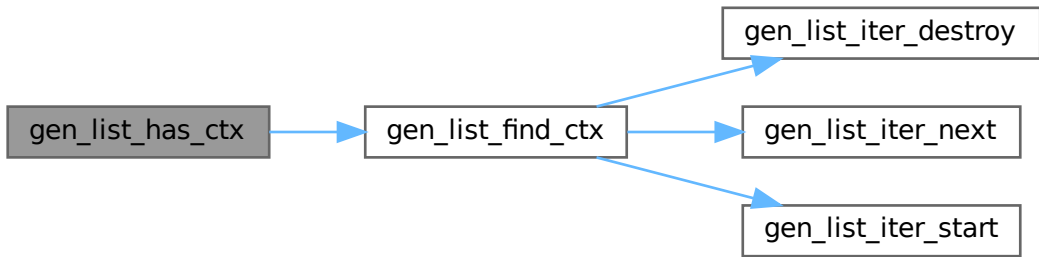 gen_list_has_ctx
gen_list_find_ctx
gen_list_iter_destroy
gen_list_iter_next
gen_list_iter_start